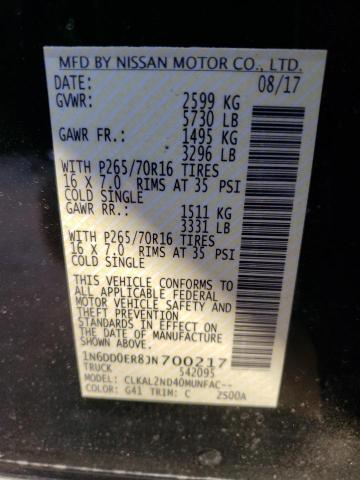 MFD BY NISSAN MOTOR CO., LTD.
DATE: 08/17
GVWR: 2599 KG
5730 LB
GAWR FR.: 1495 KG
3296 LB
WITH P265/70R16 TIRES
16 X 7.0 RIMS AT 35 PSI
COLD SINGLE
GAWR RR.: 1511 KG
3331 LB
WITH P265/70R16 TIRES
16 X 7.0 RIMS AT 35 PSI
COLD SINGLE
THIS VEHICLE CONFORMS TO
ALL APPLICABLE FEDERAL
MOTOR VEHICLE SAFETY AND
THEFT PREVENTION
STANDARDS IN EFFECT ON
THE DATE OF MANUFACTURE
SHOWN ABOVE.
1N6DD0ER8JN700217
TRUCK 542095
MODEL: CLKAL2ND40MUNFAC--
COLOR: G41 TRIM: C 2S00A